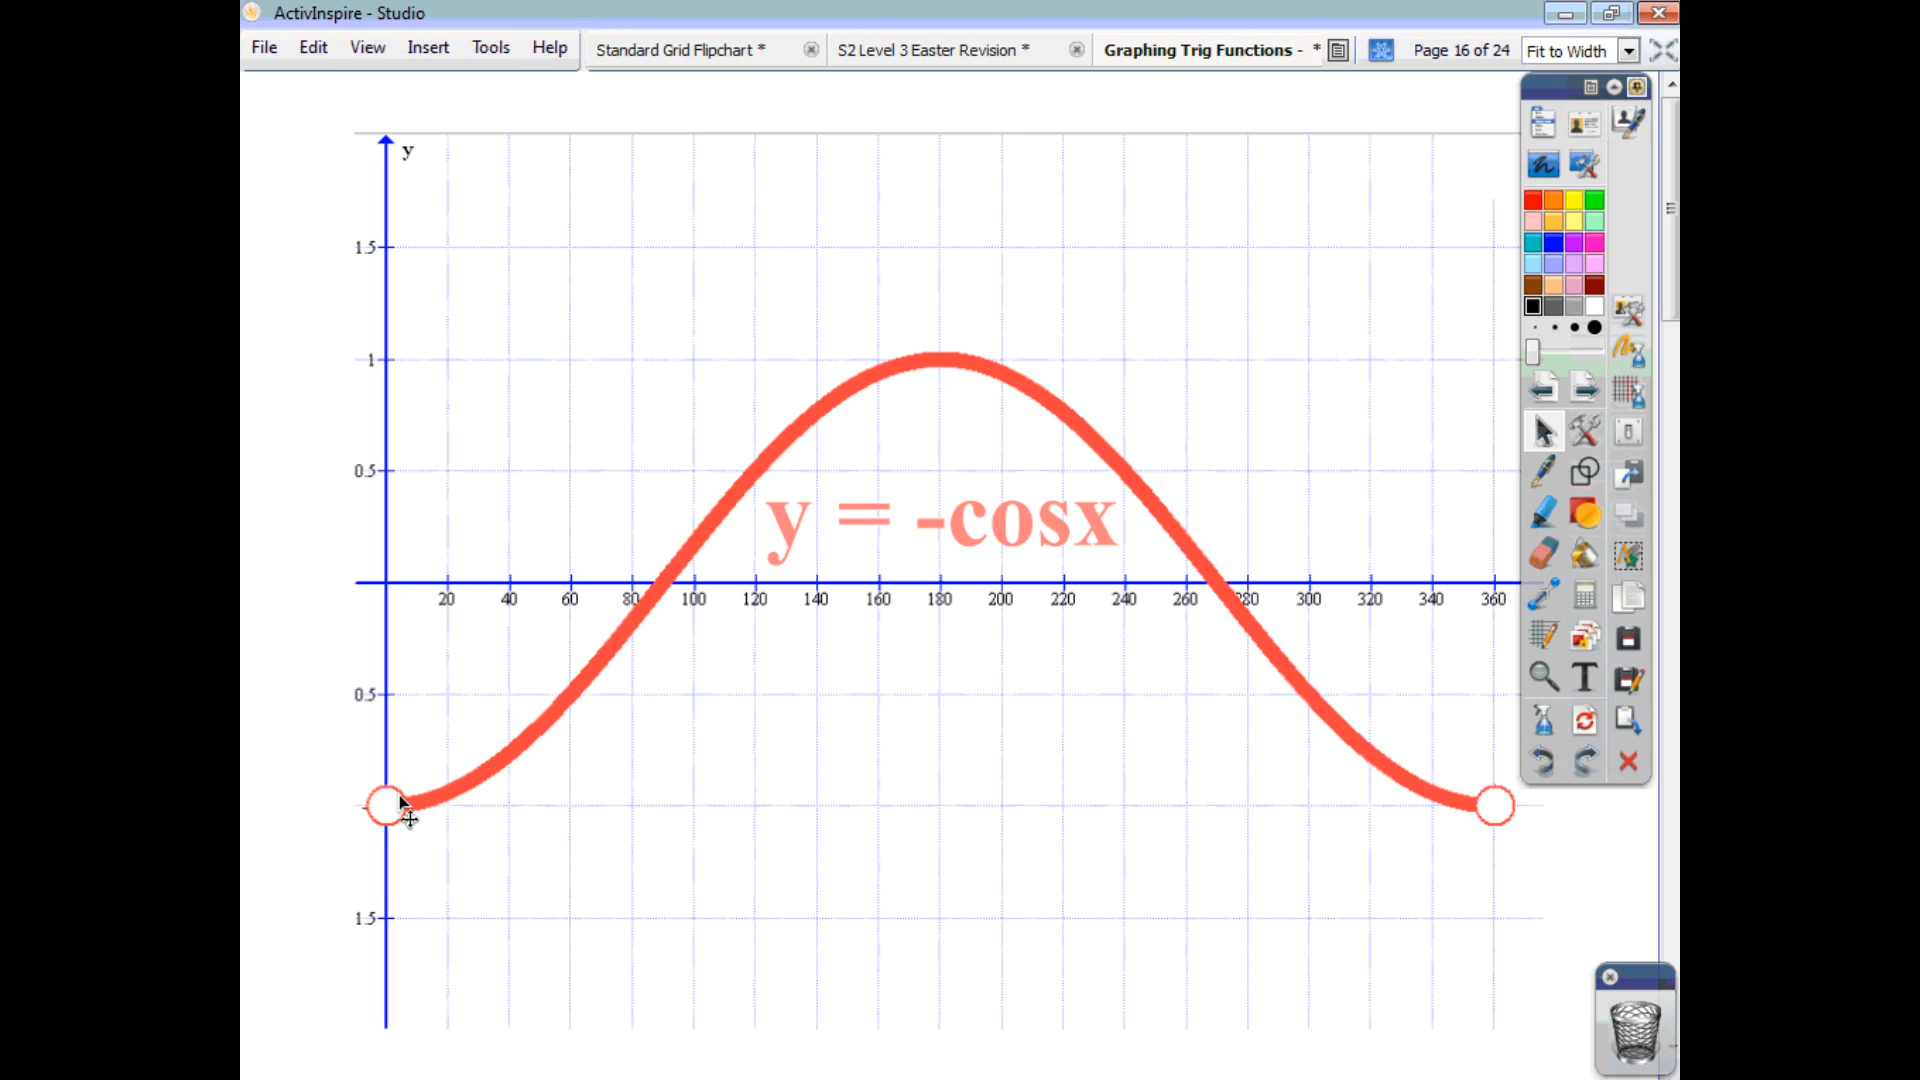 ActivInspire - Studio
File Edit View Insert Tools Help
Standard Grid Flipchart * S2 Level 3 Easter Revision * Graphing Trig Functions - * Page 16 of 24 Fit to Width
y
1.5
1
0.5
y = -cosx
20 40 60 80 100 120 140 160 180 200 220 240 260 280 300 320 340 360
0.5
1.5